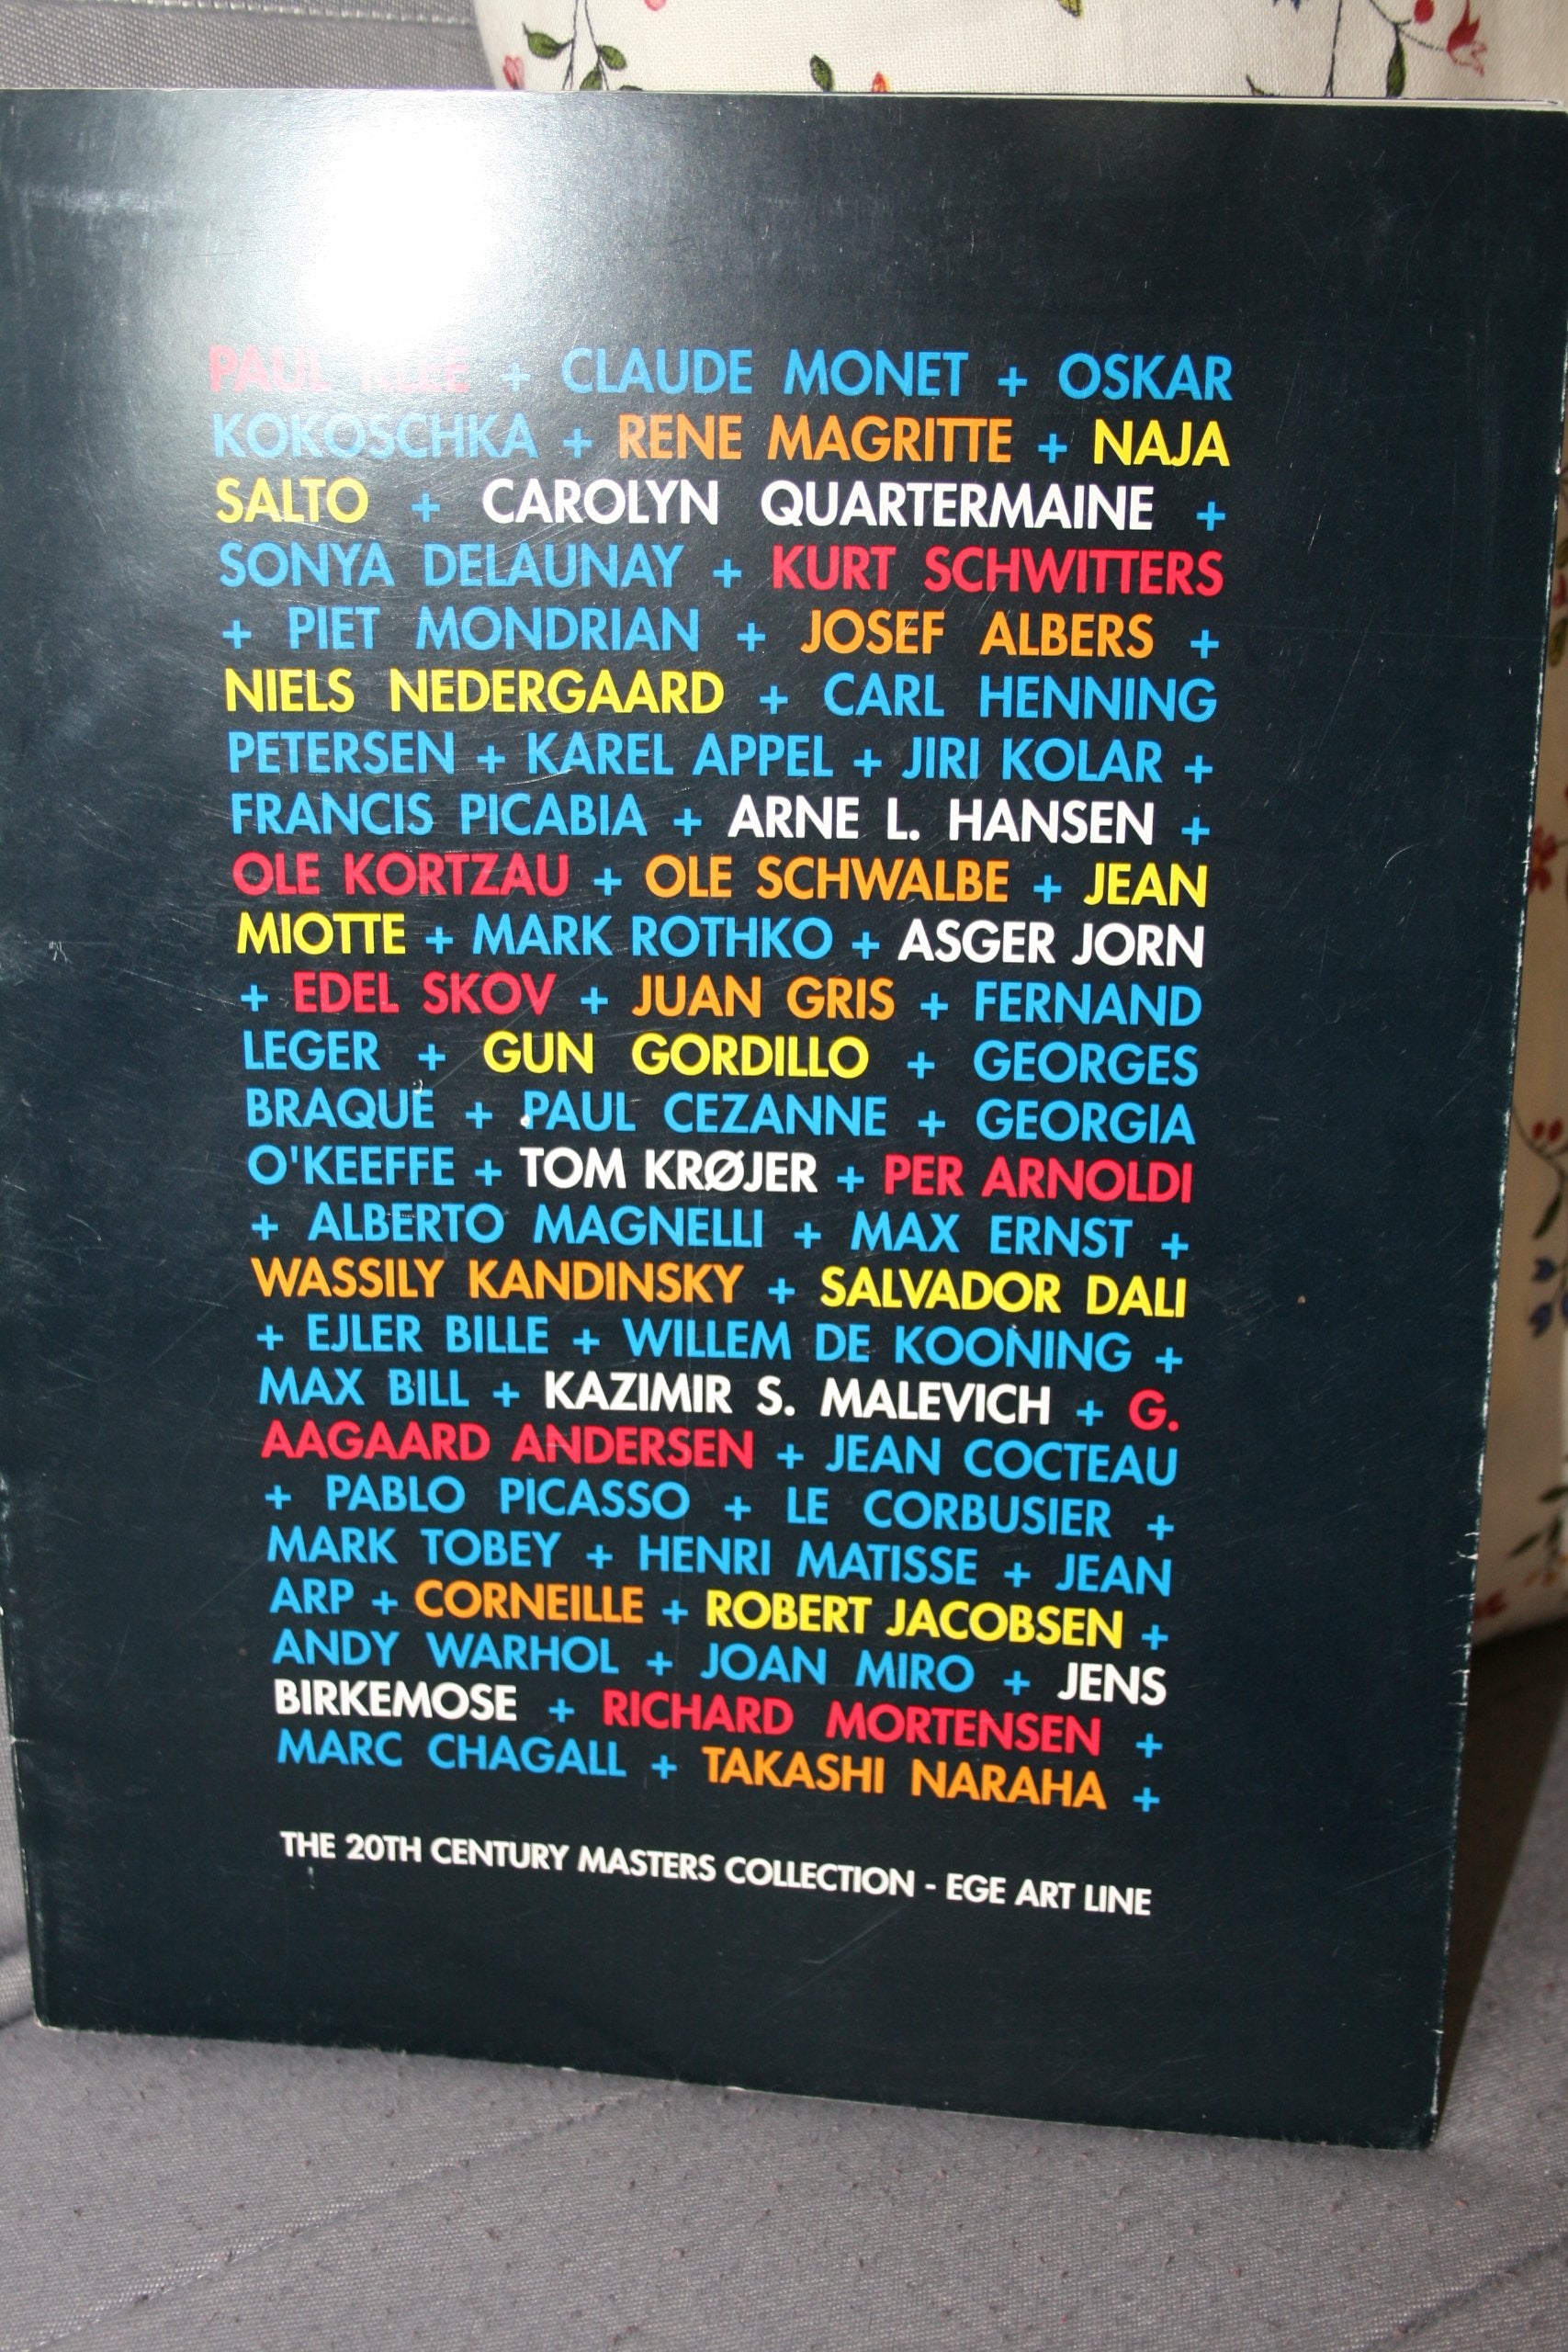 PAUL KLEE + CLAUDE MONET + OSKAR
KOKOSCHKA + RENE MAGRITTE + NAJA
SALTO + CAROLYN QUARTERMAINE +
SONYA DELAUNAY + KURT SCHWITTERS
+ PIET MONDRIAN + JOSEF ALBERS +
NIELS NEDERGAARD + CARL HENNING
PETERSEN + KAREL APPEL + JIRI KOLAR +
FRANCIS PICABIA + ARNE L. HANSEN +
OLE KORTZAU + OLE SCHWALBE + JEAN
MIOTTE + MARK ROTHKO + ASGER JORN
+ EDEL SKOV + JUAN GRIS + FERNAND
LEGER + GUN GORDILLO + GEORGES
BRAQUE + PAUL CEZANNE + GEORGIA
O'KEEFFE + TOM KRØJER + PER ARNOLDI
+ ALBERTO MAGNELLI + MAX ERNST +
WASSILY KANDINSKY + SALVADOR DALI
+ EJLER BILLE + WILLEM DE KOONING +
MAX BILL + KAZIMIR S. MALEVICH + G.
AAGAARD ANDERSEN + JEAN COCTEAU
+ PABLO PICASSO + LE CORBUSIER +
MARK TOBEY + HENRI MATISSE + JEAN
ARP + CORNEILLE + ROBERT JACOBSEN +
ANDY WARHOL + JOAN MIRO + JENS
BIRKEMOSE + RICHARD MORTENSEN +
MARC CHAGALL + TAKASHI NARAHA +
THE 20TH CENTURY MASTERS COLLECTION - EGE ART LINE